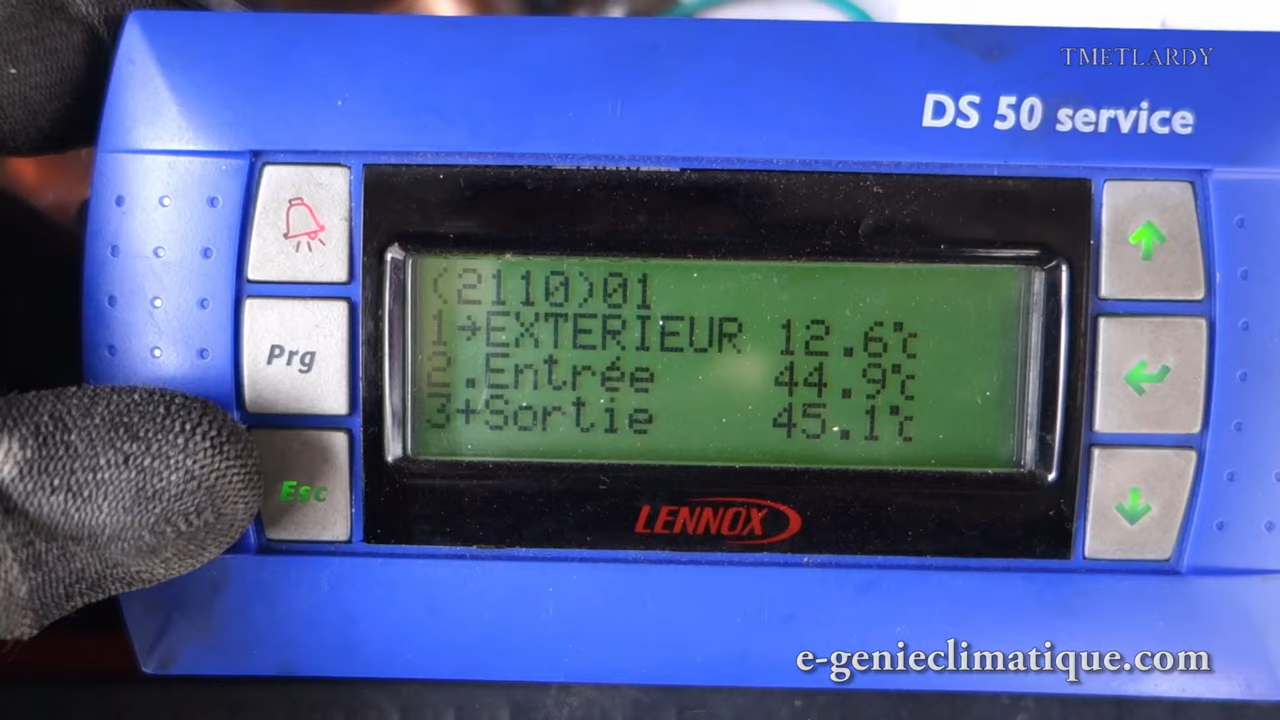 TMETLARDY
DS 50 service
Prg
Esc
(2110)01
1→EXTERIEUR 12.6℃
2.Entrée 44.9℃
3+Sortie 45.1℃
LENNOX
e-genieclimatique.com